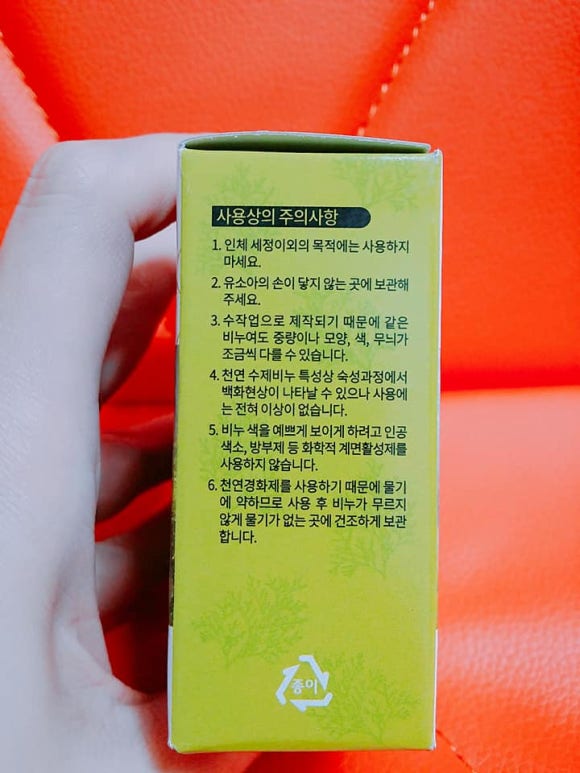 사용상의 주의사항
1. 인체 세정이외의 목적에는 사용하지
마세요.
2. 유소아의 손이 닿지 않는 곳에 보관해
주세요.
3. 수작업으로 제작되기 때문에 같은
비누여도 중량이나 모양, 색, 무늬가
조금씩 다를 수 있습니다.
4. 천연 수제비누 특성상 숙성과정에서
백화현상이 나타날 수 있으나 사용에
는 전혀 이상이 없습니다.
5. 비누 색을 예쁘게 보이게 하려고 인공
색소, 방부제 등 화학적 계면활성제를
사용하지 않습니다.
6. 천연경화제를 사용하기 때문에 물기
에 약하므로 사용 후 비누가 무르지
않게 물기가 없는 곳에 건조하게 보관
합니다.
종이